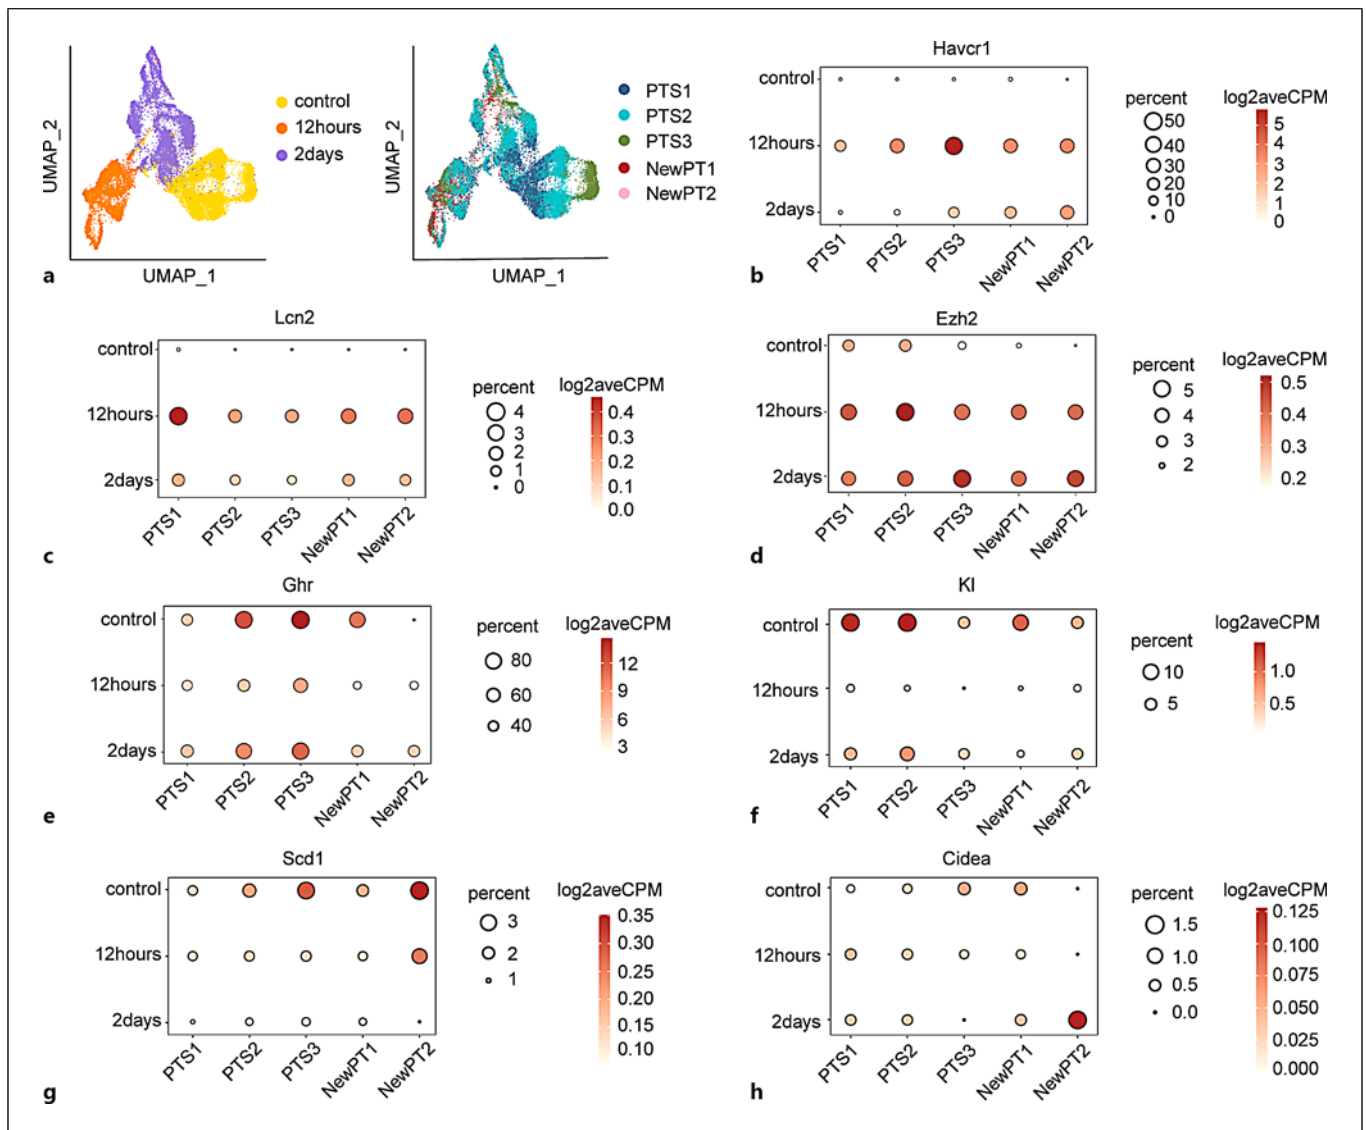 UMAP_2
UMAP_1
control
12hours
2days
UMAP_2
UMAP_1
PTS1
PTS2
PTS3
NewPT1
NewPT2
a
Havcr1
control
12hours
2days
PTS1 PTS2 PTS3 NewPT1 NewPT2
percent
50
40
30
20
10
0
log2aveCPM
5
4
3
2
1
0
b
Lcn2
control
12hours
2days
PTS1 PTS2 PTS3 NewPT1 NewPT2
percent
4
3
2
1
0
log2aveCPM
0.4
0.3
0.2
0.1
0.0
c
Ezh2
control
12hours
2days
PTS1 PTS2 PTS3 NewPT1 NewPT2
percent
5
4
3
2
log2aveCPM
0.5
0.4
0.3
0.2
d
Ghr
control
12hours
2days
PTS1 PTS2 PTS3 NewPT1 NewPT2
percent
80
60
40
log2aveCPM
12
9
6
3
e
Kl
control
12hours
2days
PTS1 PTS2 PTS3 NewPT1 NewPT2
percent
10
5
log2aveCPM
1.0
0.5
f
Scd1
control
12hours
2days
PTS1 PTS2 PTS3 NewPT1 NewPT2
percent
3
2
1
log2aveCPM
0.35
0.30
0.25
0.20
0.15
0.10
g
Cidea
control
12hours
2days
PTS1 PTS2 PTS3 NewPT1 NewPT2
percent
1.5
1.0
0.5
0.0
log2aveCPM
0.125
0.100
0.075
0.050
0.025
0.000
h